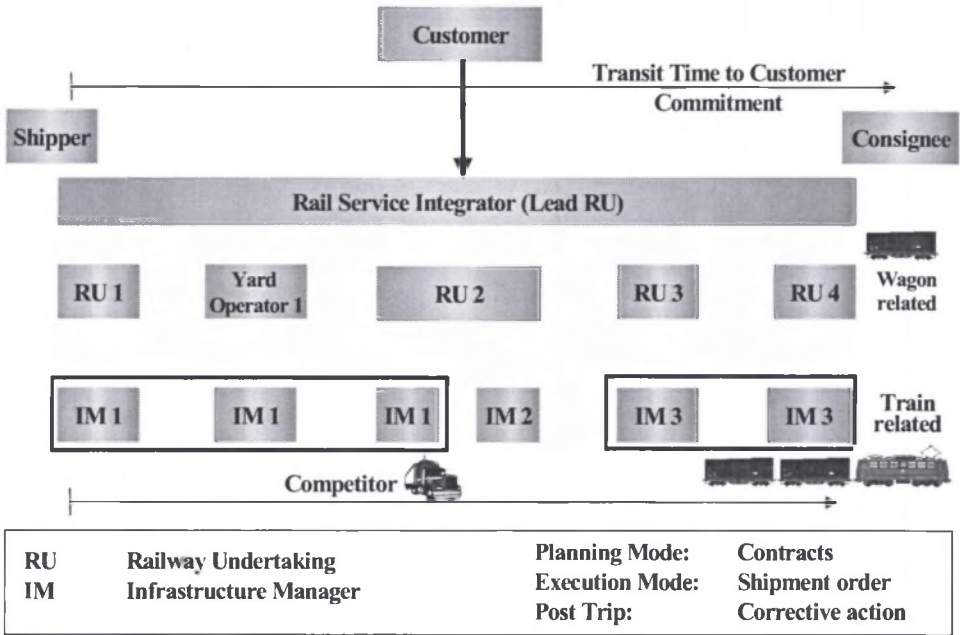 Customer
Transit Time to Customer
Commitment
Shipper
Consignee
Rail Service Integrator (Lead RU)
RU 1
Yard
Operator 1
RU 2
RU 3
RU 4
Wagon
related
IM 1
IM 1
IM 1
IM 2
IM 3
IM 3
Train
related
Competitor
RU Railway Undertaking
IM Infrastructure Manager
Planning Mode: Contracts
Execution Mode: Shipment order
Post Trip: Corrective action